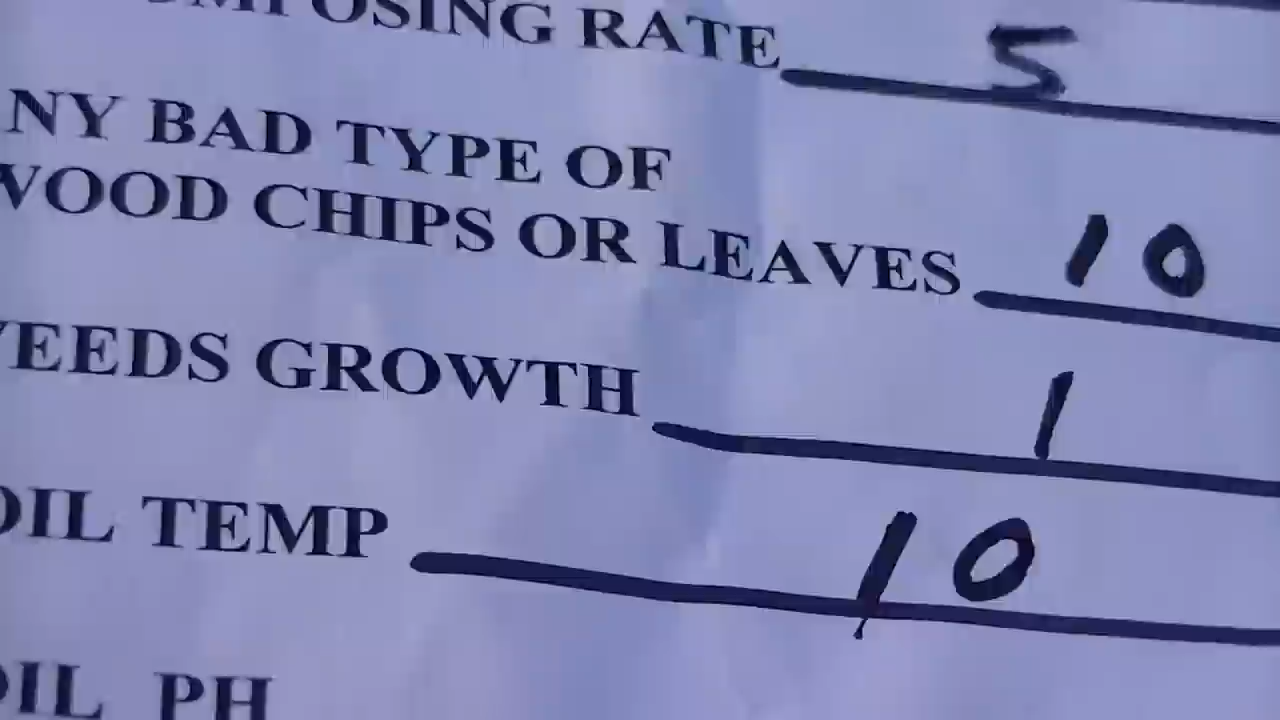 OMPOSING RATE 5
NY BAD TYPE OF
WOOD CHIPS OR LEAVES 10
EEDS GROWTH 1
OIL TEMP 10
OIL PH